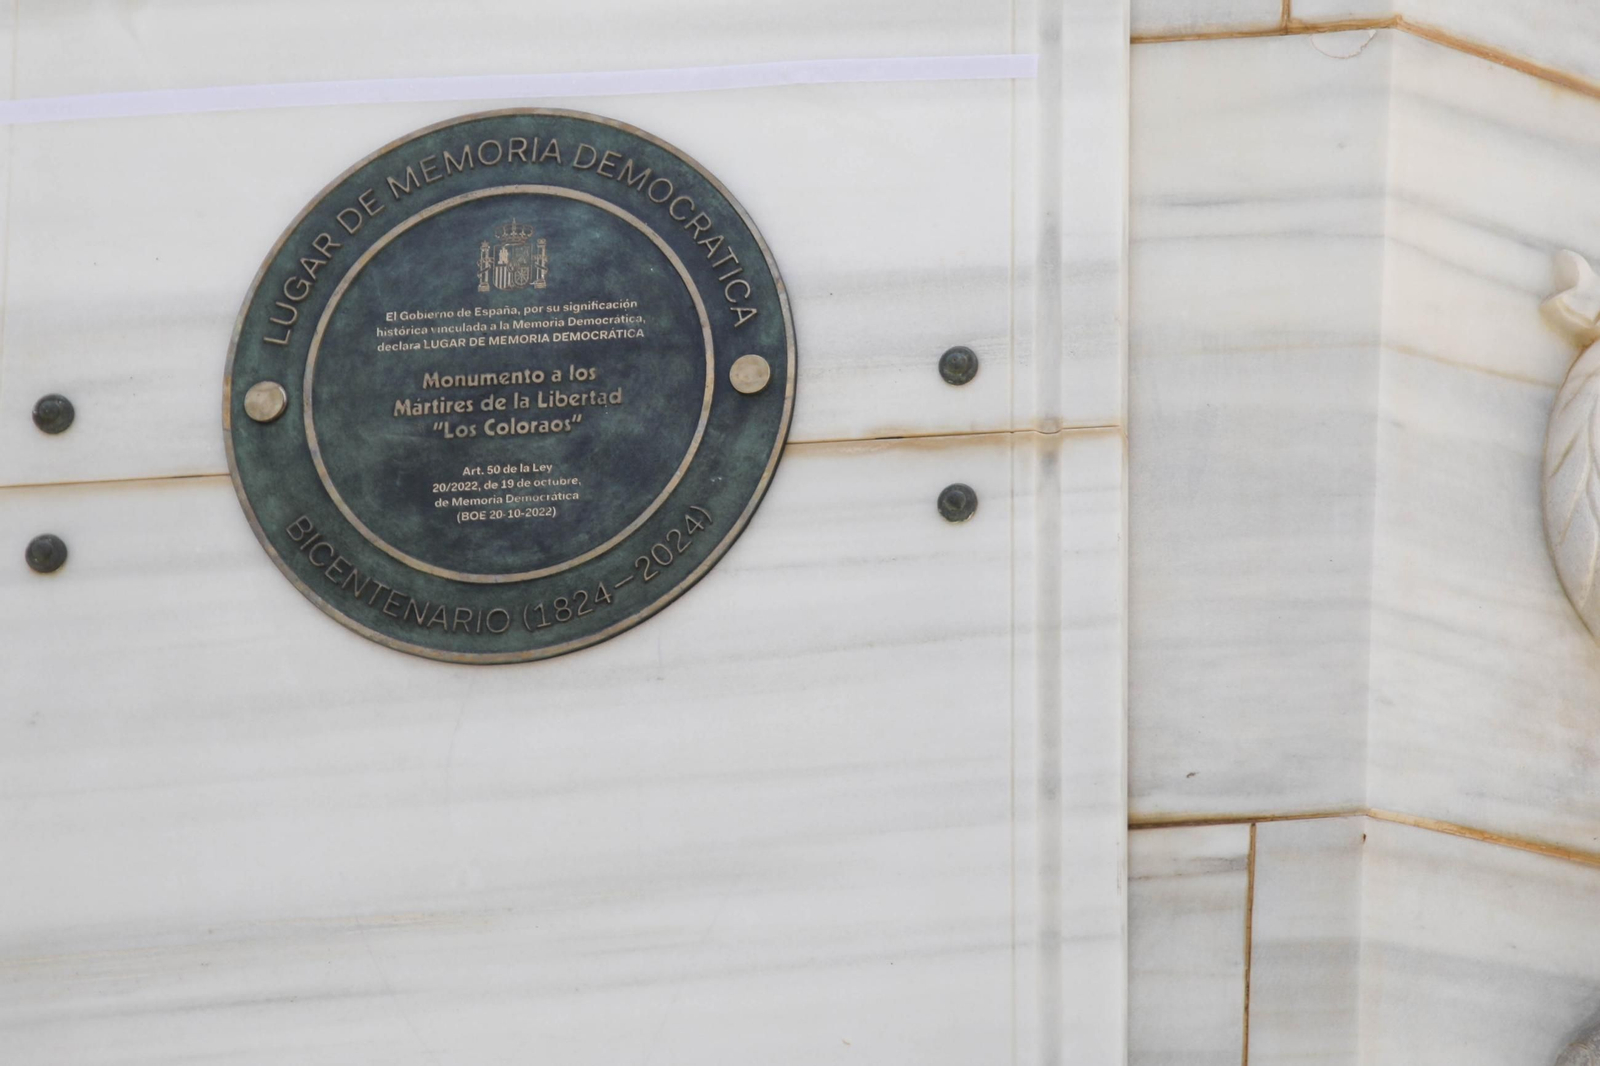 LUGAR DE MEMORIA DEMOCRATICA
El Gobierno de España, por su significación
histórica vinculada a la Memoria Democrática,
declara LUGAR DE MEMORIA DEMOCRÁTICA
Monumento a los
Mártires de la Libertad
"Los Coloraos"
Art. 50 de la Ley
20/2022, de 19 de octubre,
de Memoria Democrática
(BOE 20-10-2022)
BICENTENARIO (1824–2024)